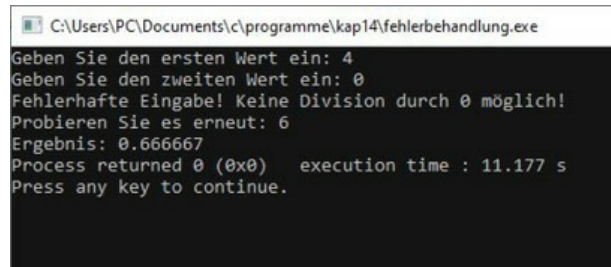 C:\Users\PC\Documents\c\programme\kap14\fehlerbehandlung.exe
Geben Sie den ersten Wert ein: 4
Geben Sie den zweiten Wert ein: 0
Fehlerhafte Eingabe! Keine Division durch 0 möglich!
Probieren Sie es erneut: 6
Ergebnis: 0.666667
Process returned 0 (0x0)   execution time : 11.177 s
Press any key to continue.